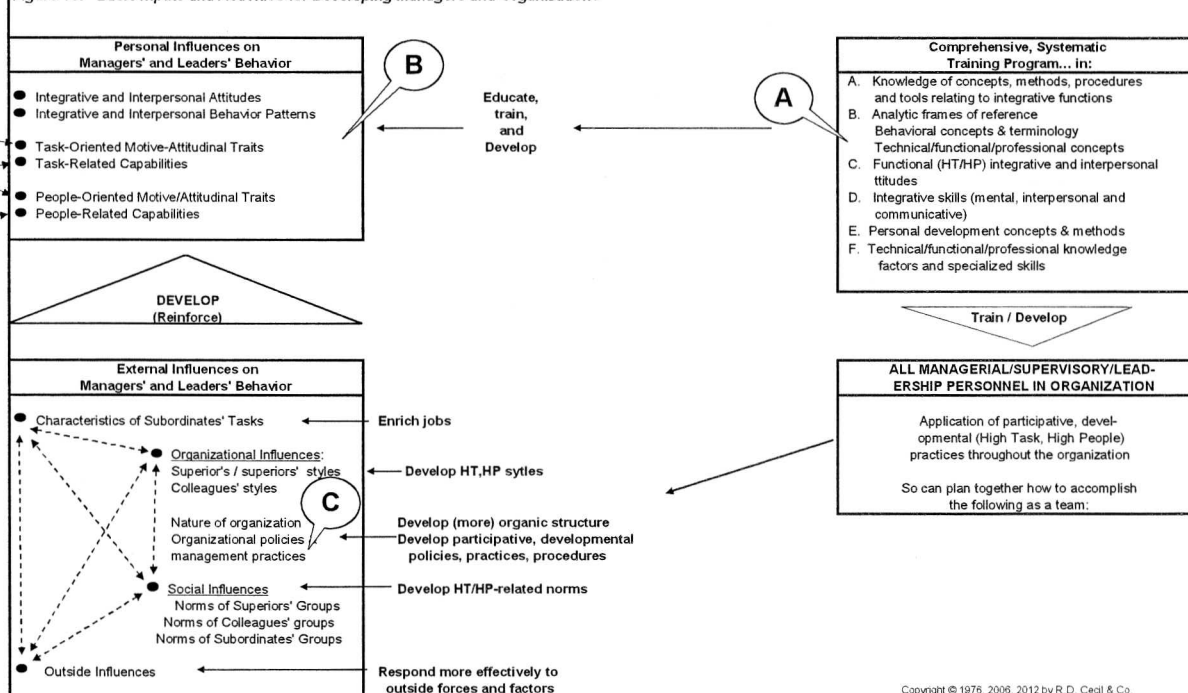 Personal Influences on
Managers' and Leaders' Behavior
Integrative and Interpersonal Attitudes
Integrative and Interpersonal Behavior Patterns
Task-Oriented Motive-Attitudinal Traits
Task-Related Capabilities
People-Oriented Motive/Attitudinal Traits
People-Related Capabilities
B
Educate,
train,
and
Develop
A
Comprehensive, Systematic
Training Program... in:
A. Knowledge of concepts, methods, procedures
and tools relating to integrative functions
B. Analytic frames of reference
Behavioral concepts & terminology
Technical/functional/professional concepts
C. Functional (HT/HP) integrative and interpersonal
ttitudes
D. Integrative skills (mental, interpersonal and
communicative)
E. Personal development concepts & methods
F. Technical/functional/professional knowledge
factors and specialized skills
DEVELOP
(Reinforce)
Train / Develop
External Influences on
Managers' and Leaders' Behavior
Characteristics of Subordinates' Tasks
Organizational Influences:
Superior's / superiors' styles
Colleagues' styles
Nature of organization
Organizational policies
management practices
C
Social Influences
Norms of Superiors' Groups
Norms of Colleagues' groups
Norms of Subordinates' Groups
Outside Influences
Enrich jobs
Develop HT,HP sytles
Develop (more) organic structure
Develop participative, developmental
policies, practices, procedures
Develop HT/HP-related norms
Respond more effectively to
outside forces and factors
ALL MANAGERIAL/SUPERVISORY/LEAD-
ERSHIP PERSONNEL IN ORGANIZATION
Application of participative, devel-
opmental (High Task, High People)
practices throughout the organization
So can plan together how to accomplish
the following as a team:
Copyright © 1976, 2006, 2012 by R.D. Cecil & Co.